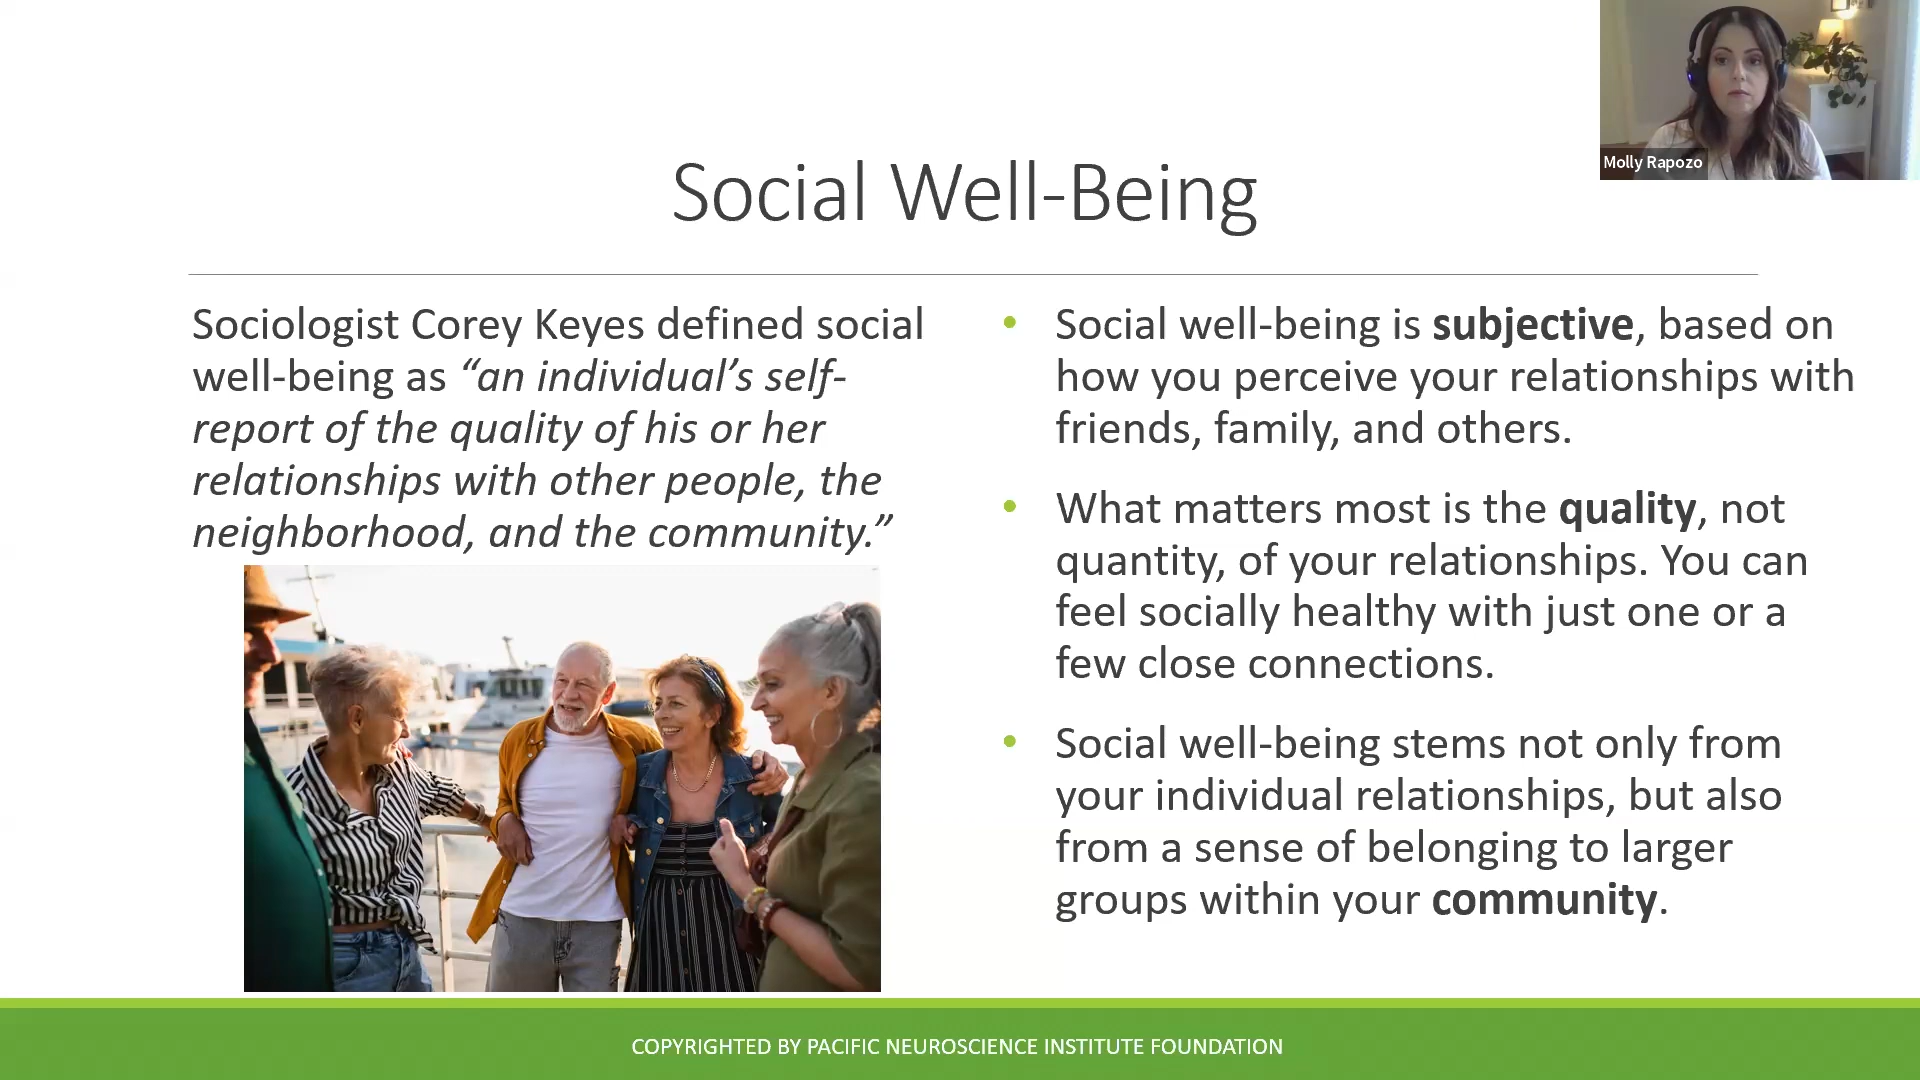 Molly Rapozo
Social Well-Being
Sociologist Corey Keyes defined social
well-being as “an individual’s self-
report of the quality of his or her
relationships with other people, the
neighborhood, and the community.”
• Social well-being is subjective, based on
how you perceive your relationships with
friends, family, and others.
• What matters most is the quality, not
quantity, of your relationships. You can
feel socially healthy with just one or a
few close connections.
• Social well-being stems not only from
your individual relationships, but also
from a sense of belonging to larger
groups within your community.
COPYRIGHTED BY PACIFIC NEUROSCIENCE INSTITUTE FOUNDATION